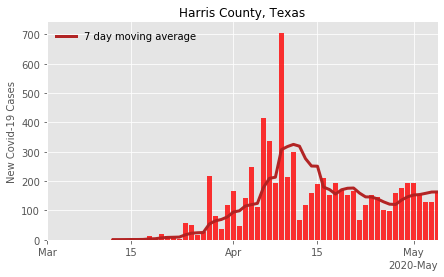 Harris County, Texas
7 day moving average
New Covid-19 Cases
700
600
500
400
300
200
100
0
Mar
15
Apr
15
May
2020-May